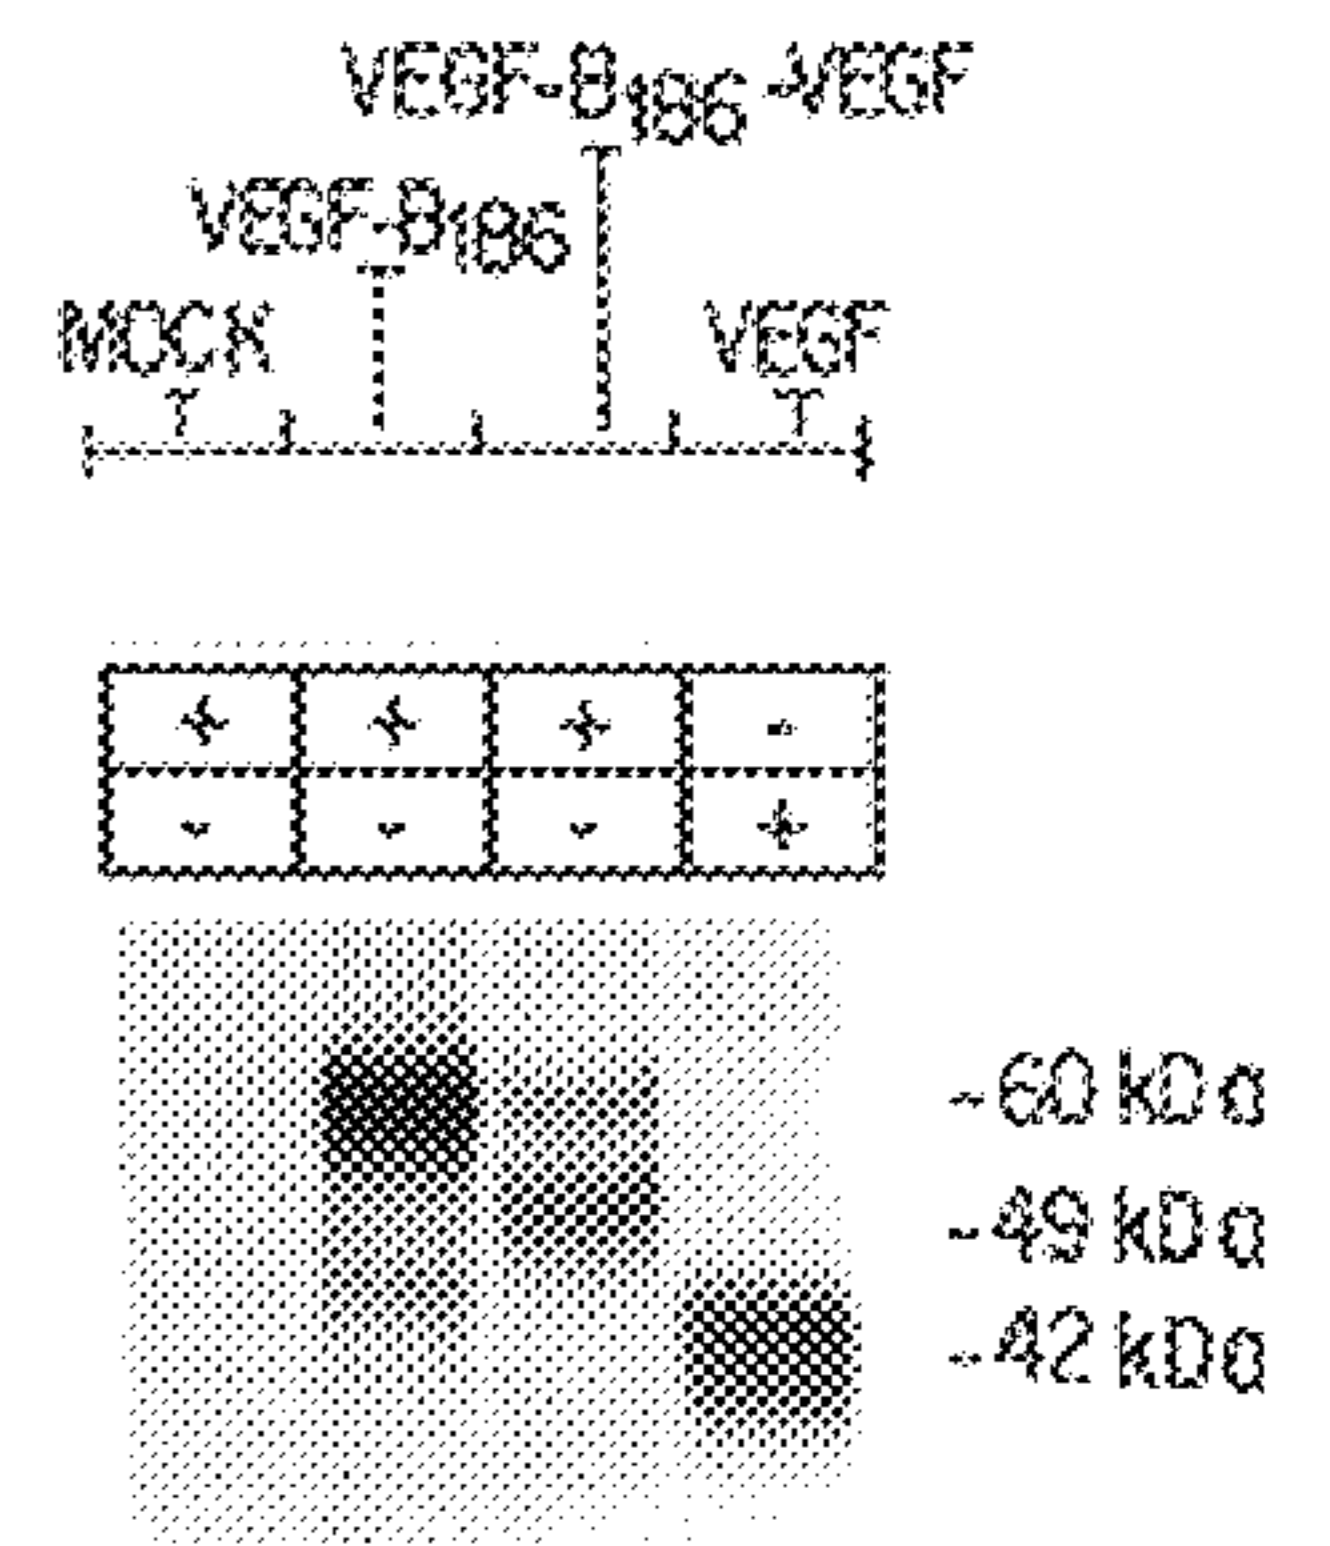 VEGF-B186-VEGF
VEGF-B186
MOCK VEGF
+ + + -
- - - +
-60 kDa
-49 kDa
-42 kDa